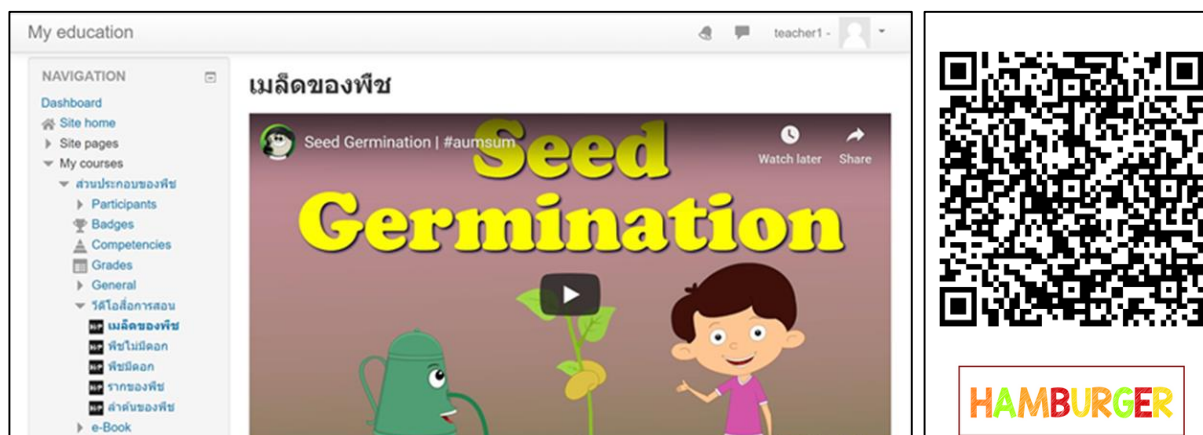 My education
teacher1 -
NAVIGATION
Dashboard
Site home
Site pages
My courses
ส่วนประกอบของพืช
Participants
Badges
Competencies
Grades
General
วีดีโอสื่อการสอน
เมล็ดของพืช
พืชไม่มีดอก
พืชมีดอก
รากของพืช
ลำต้นของพืช
e-Book
เมล็ดของพืช
Seed Germination | #aumsum
Watch later
Share
Seed
Germination
HAMBURGER